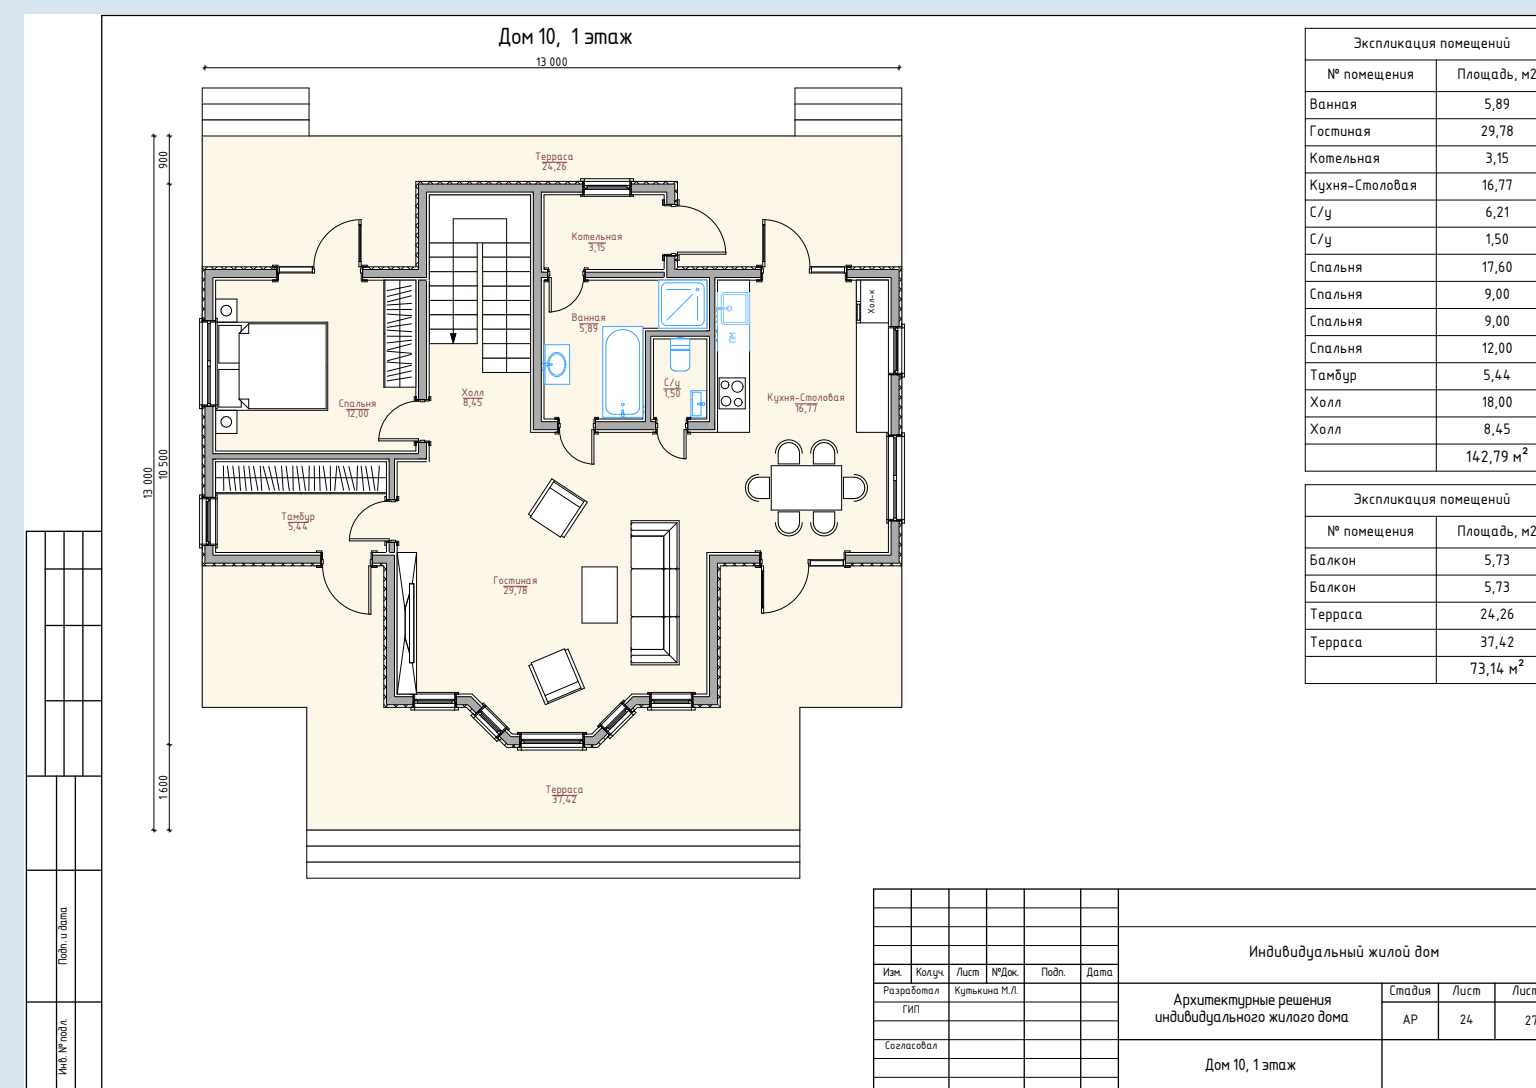 Дом 10, 1 этаж
13 000
Экспликация помещений
№ помещения Площадь, м2
Ванная 5,89
Гостиная 29,78
Котельная 3,15
Кухня-Столовая 16,77
С/у 6,21
С/у 1,50
Спальня 17,60
Спальня 9,00
Спальня 9,00
Спальня 12,00
Тамбур 5,44
Холл 18,00
Холл 8,45
142,79 м²
Экспликация помещений
№ помещения Площадь, м2
Балкон 5,73
Балкон 5,73
Терраса 24,26
Терраса 37,42
73,14 м²
900
13 000
10 500
1 600
Терраса
24,26
Котельная
3,15
Ванная
5,89
С/у
1,50
Хол-к
ПМ
Кухня-Столовая
16,77
Холл
8,45
Спальня
12,00
Тамбур
5,44
Гостиная
29,78
Терраса
37,42
Подп. и дата
Инв. № подл.
Изм. Кол.уч. Лист №Док. Подп. Дата
Разработал Кутькина М.Л.
ГИП
Согласовал
Индивидуальный жилой дом
Архитектурные решения
индивидуального жилого дома
Стадия Лист Лист
АР 24 27
Дом 10, 1 этаж